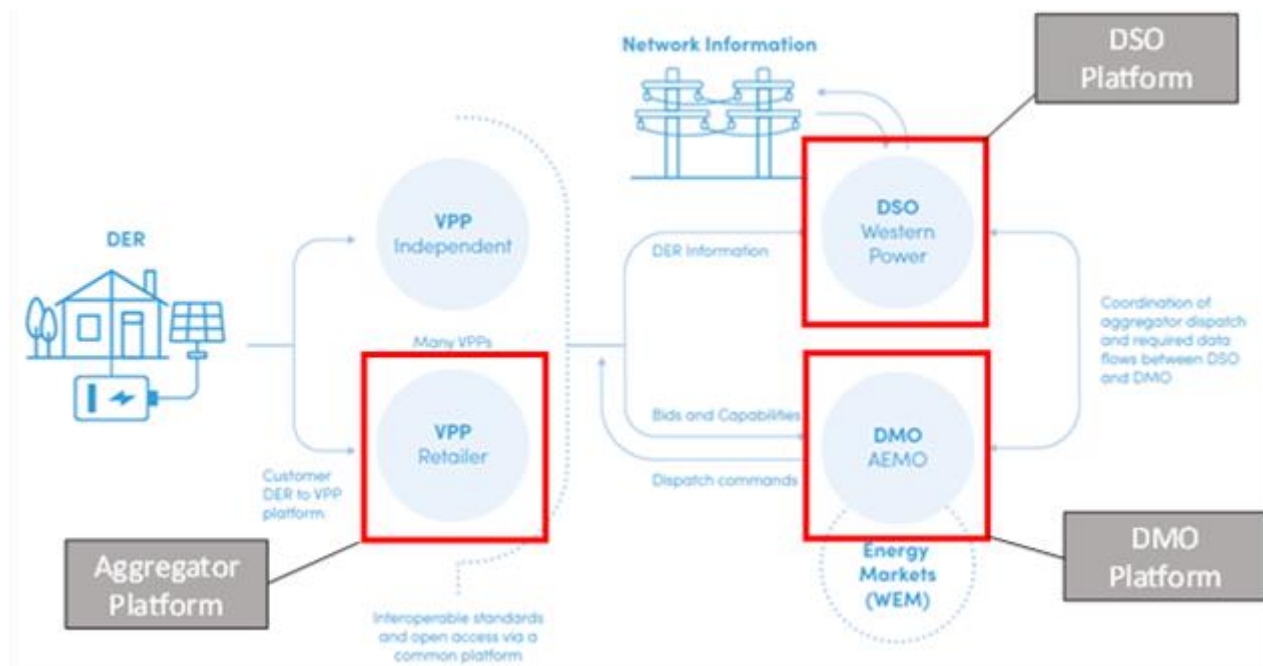 Network Information
DSO
Platform
DER
VPP
Independent
DSO
Western
Power
DER Information
Many VPPs
Coordination of
aggregator dispatch
and required data
flows between DSO
and DMO
VPP
Retailer
Bids and Capabilities
DMO
AEMO
Dispatch commands
Customer
DER to VPP
platform
Aggregator
Platform
Energy
Markets
(WEM)
DMO
Platform
Interoperable standards
and open access via a
common platform